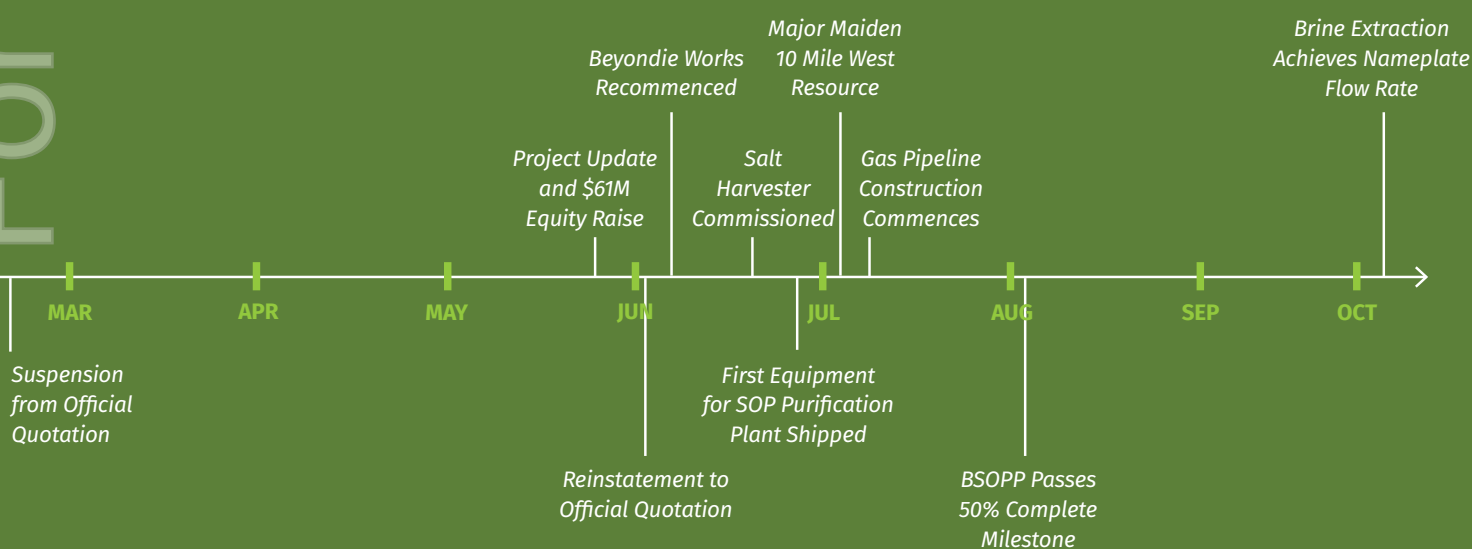 Major Maiden
10 Mile West
Resource
Beyondie Works
Recommenced
Brine Extraction
Achieves Nameplate
Flow Rate
Project Update
and $61M
Equity Raise
Salt
Harvester
Commissioned
Gas Pipeline
Construction
Commences
MAR
APR
MAY
JUN
JUL
AUG
SEP
OCT
Suspension
from Official
Quotation
First Equipment
for SOP Purification
Plant Shipped
Reinstatement to
Official Quotation
BSOPP Passes
50% Complete
Milestone